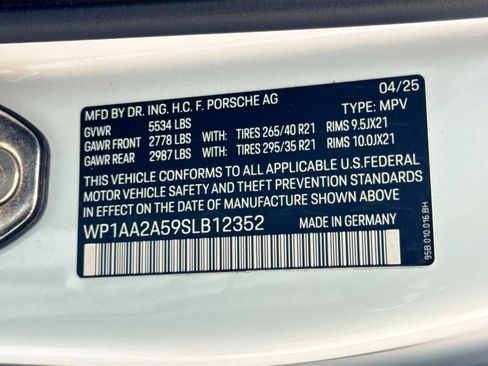 04/25
MFD BY DR. ING. H.C. F. PORSCHE AG
TYPE: MPV
GVWR 5534 LBS
GAWR FRONT 2778 LBS WITH: TIRES 265/40 R21 RIMS 9.5JX21
GAWR REAR 2987 LBS WITH: TIRES 295/35 R21 RIMS 10.0JX21
THIS VEHICLE CONFORMS TO ALL APPLICABLE U.S.FEDERAL
MOTOR VEHICLE SAFETY AND THEFT PREVENTION STANDARDS
IN EFFECT ON THE DATE OF MANUFACTURE SHOWN ABOVE
WP1AA2A59SLB12352 MADE IN GERMANY
95B 010 016 BH